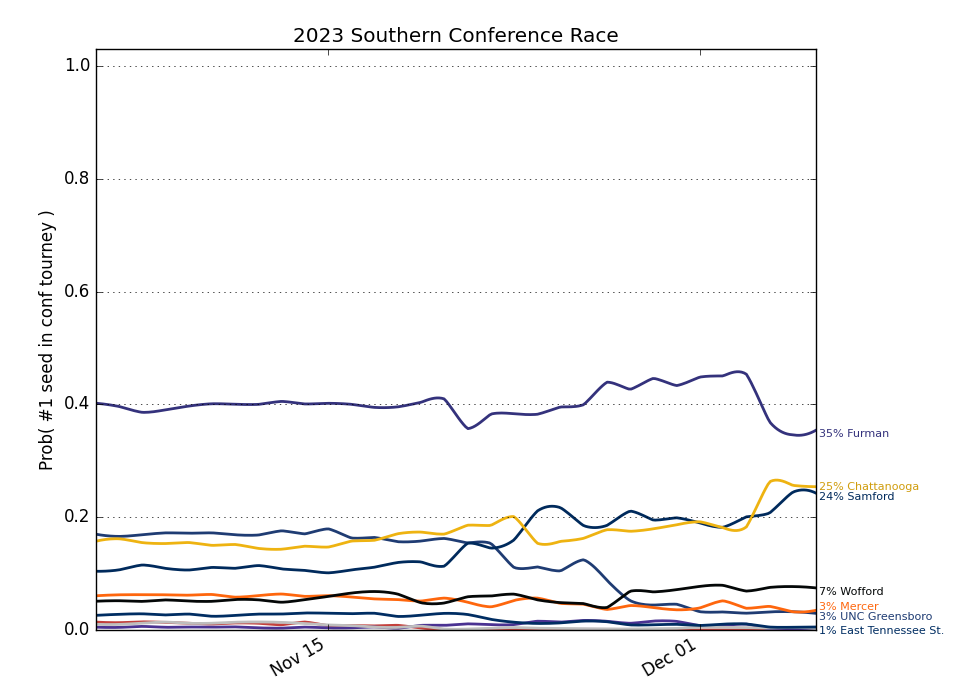 2023 Southern Conference Race
Prob( #1 seed in conf tourney )
1.0
0.8
0.6
0.4
0.2
0.0
Nov 15
Dec 01
35% Furman
25% Chattanooga
24% Samford
7% Wofford
3% Mercer
3% UNC Greensboro
1% East Tennessee St.